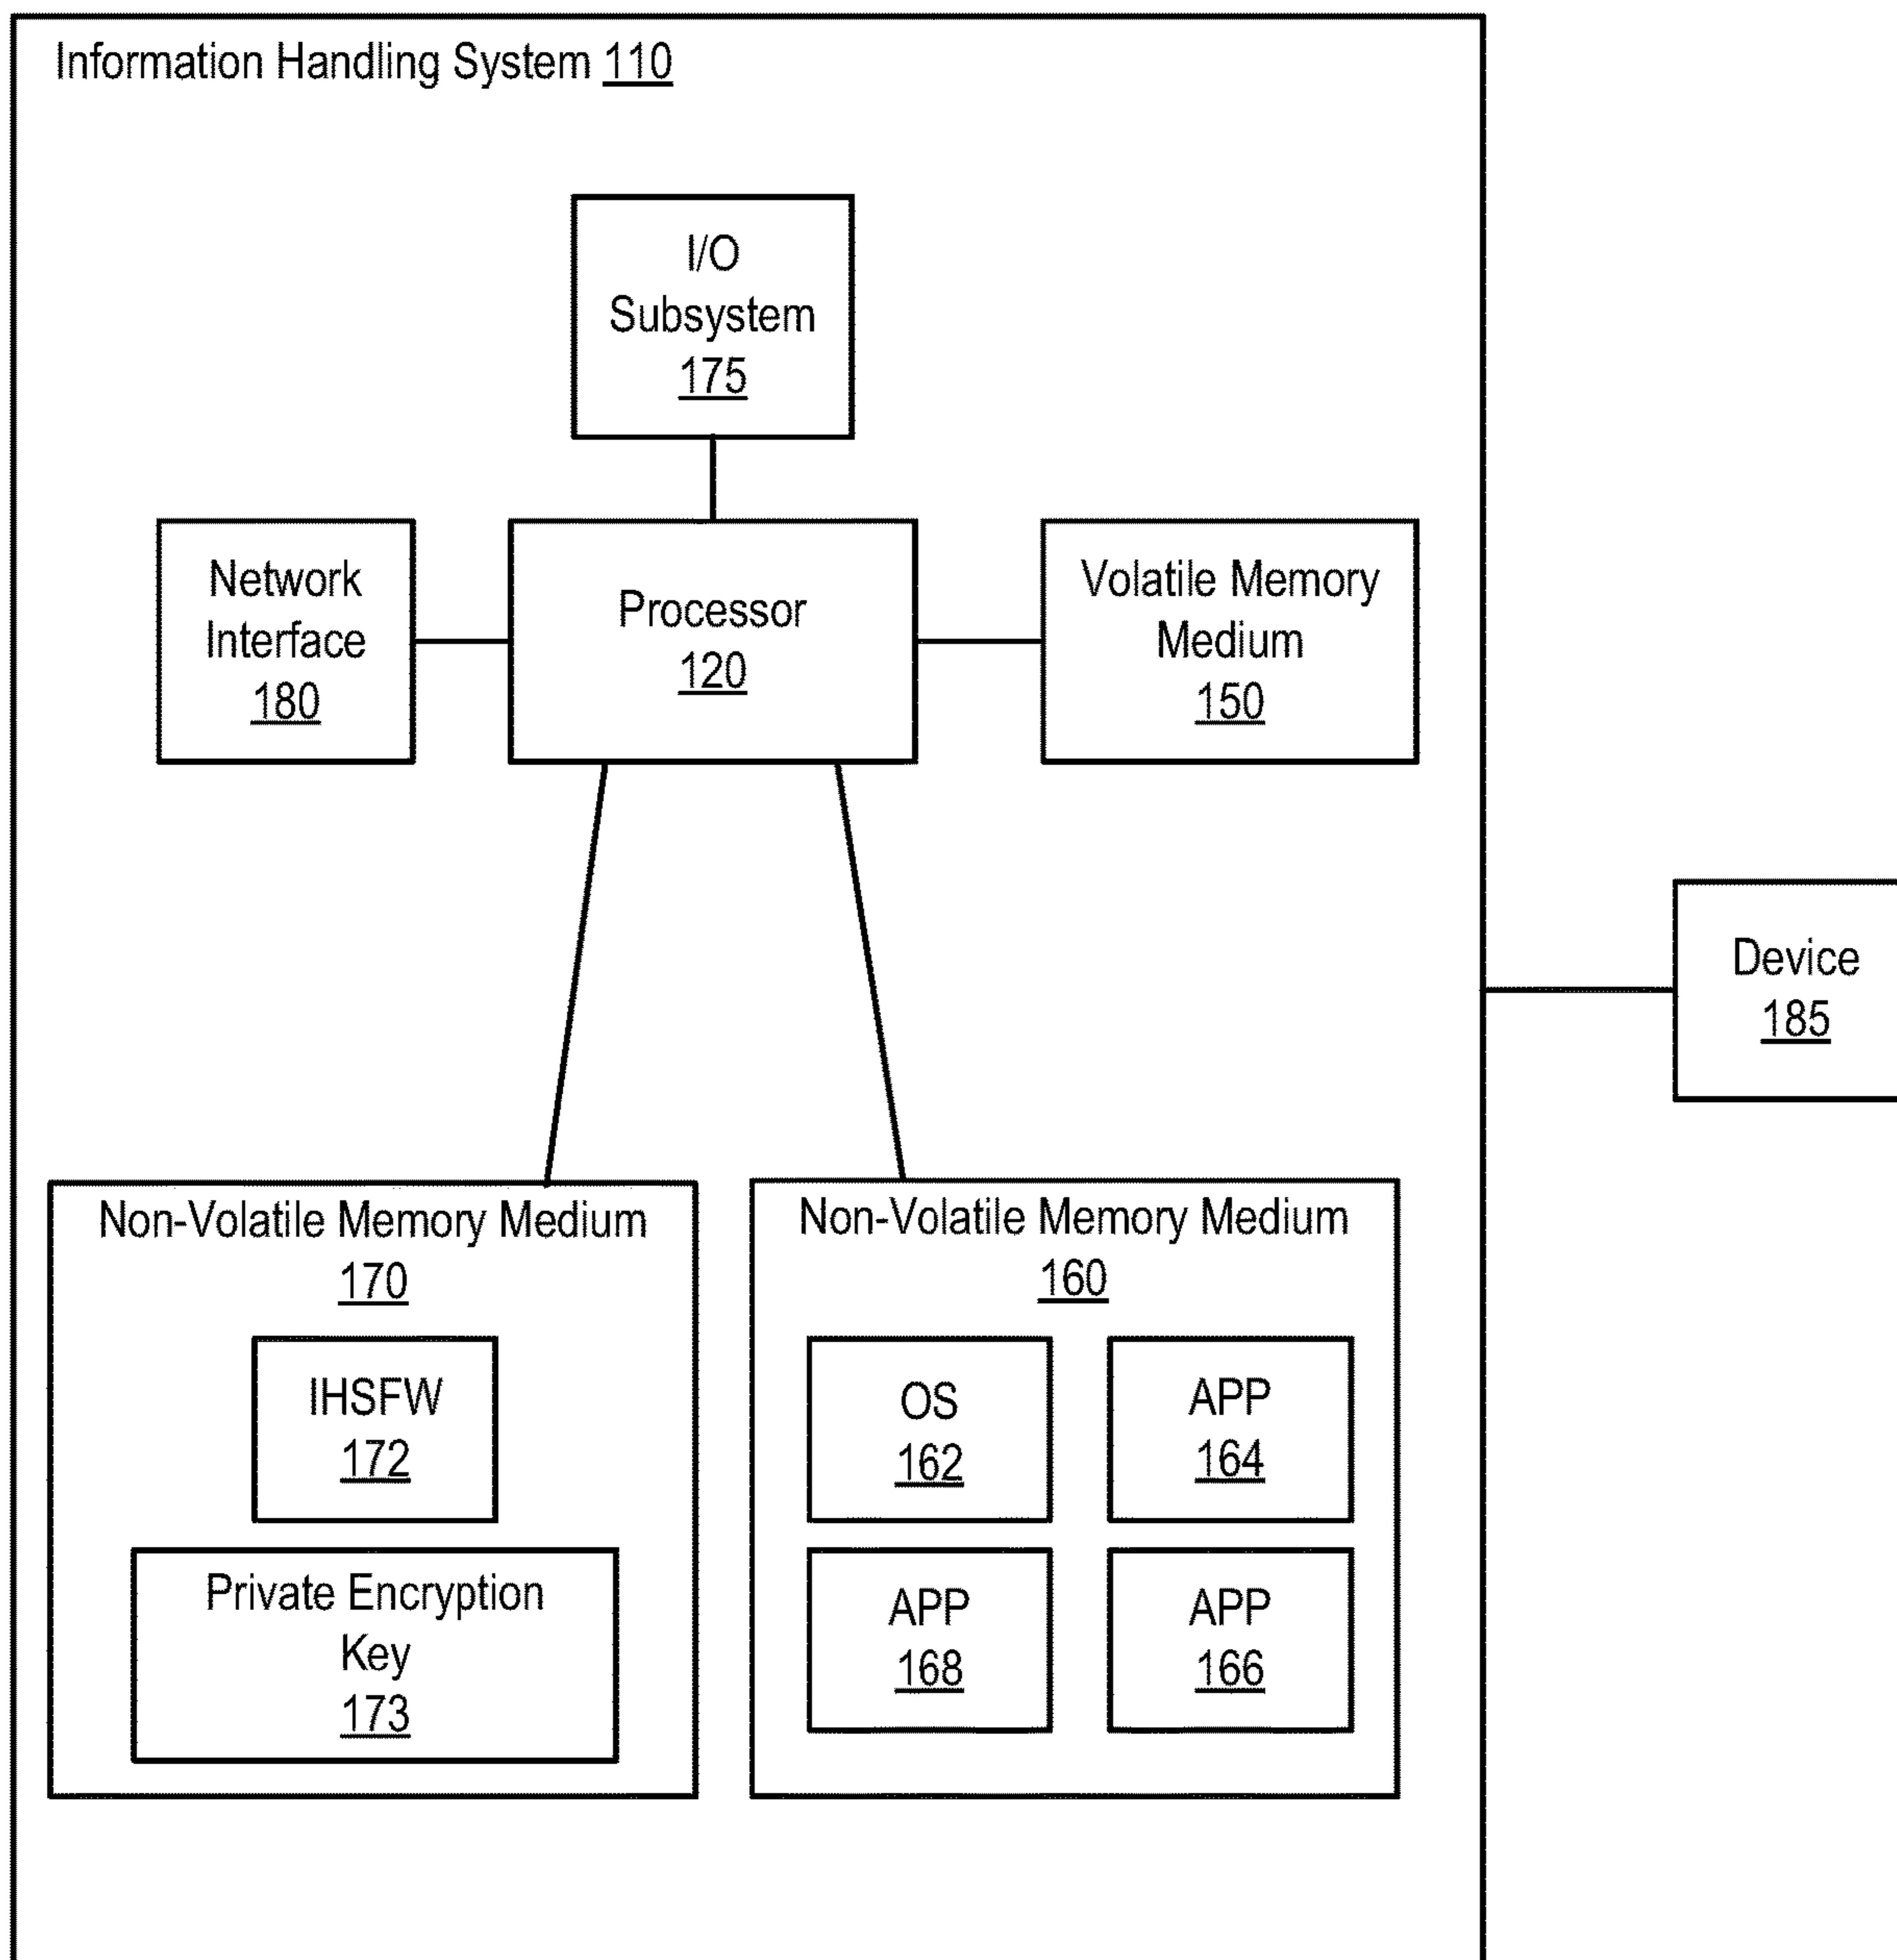 Information Handling System 110
I/O
Subsystem
175
Network
Interface
180
Processor
120
Volatile Memory
Medium
150
Device
185
Non-Volatile Memory Medium
170
IHSFW
172
Private Encryption
Key
173
Non-Volatile Memory Medium
160
OS
162
APP
164
APP
168
APP
166